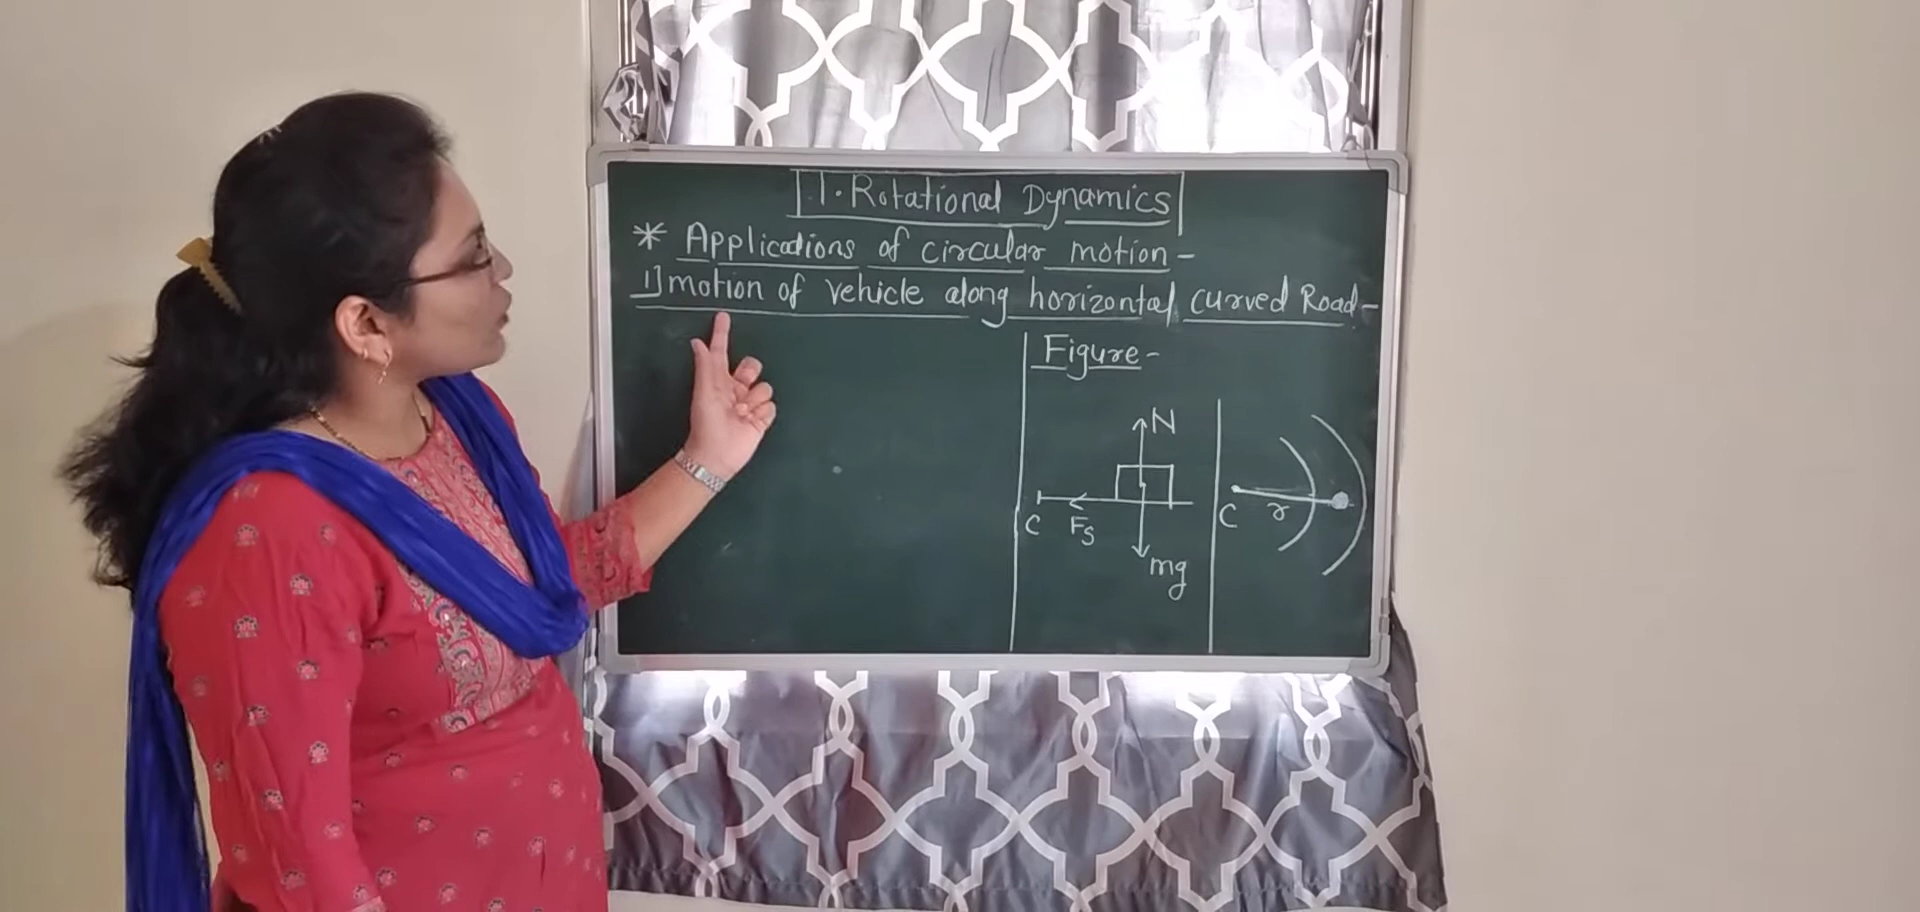 1. Rotational Dynamics
* Applications of circular motion -
1] motion of vehicle along horizontal curved Road -
Figure -
N
C
Fs
mg
C
r